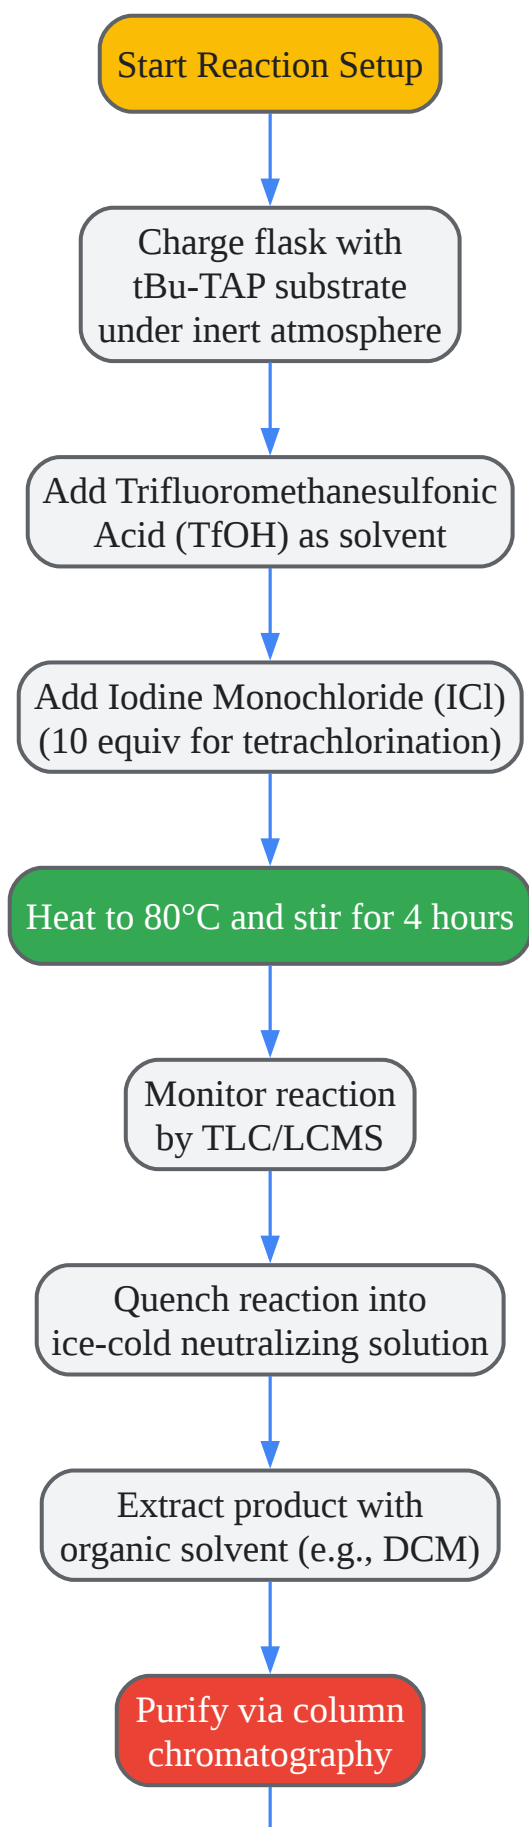 Start Reaction Setup
Charge flask with
tBu-TAP substrate
under inert atmosphere
Add Trifluoromethanesulfonic
Acid (TfOH) as solvent
Add Iodine Monochloride (ICl)
(10 equiv for tetrachlorination)
Heat to 80°C and stir for 4 hours
Monitor reaction
by TLC/LCMS
Quench reaction into
ice-cold neutralizing solution
Extract product with
organic solvent (e.g., DCM)
Purify via column
chromatography